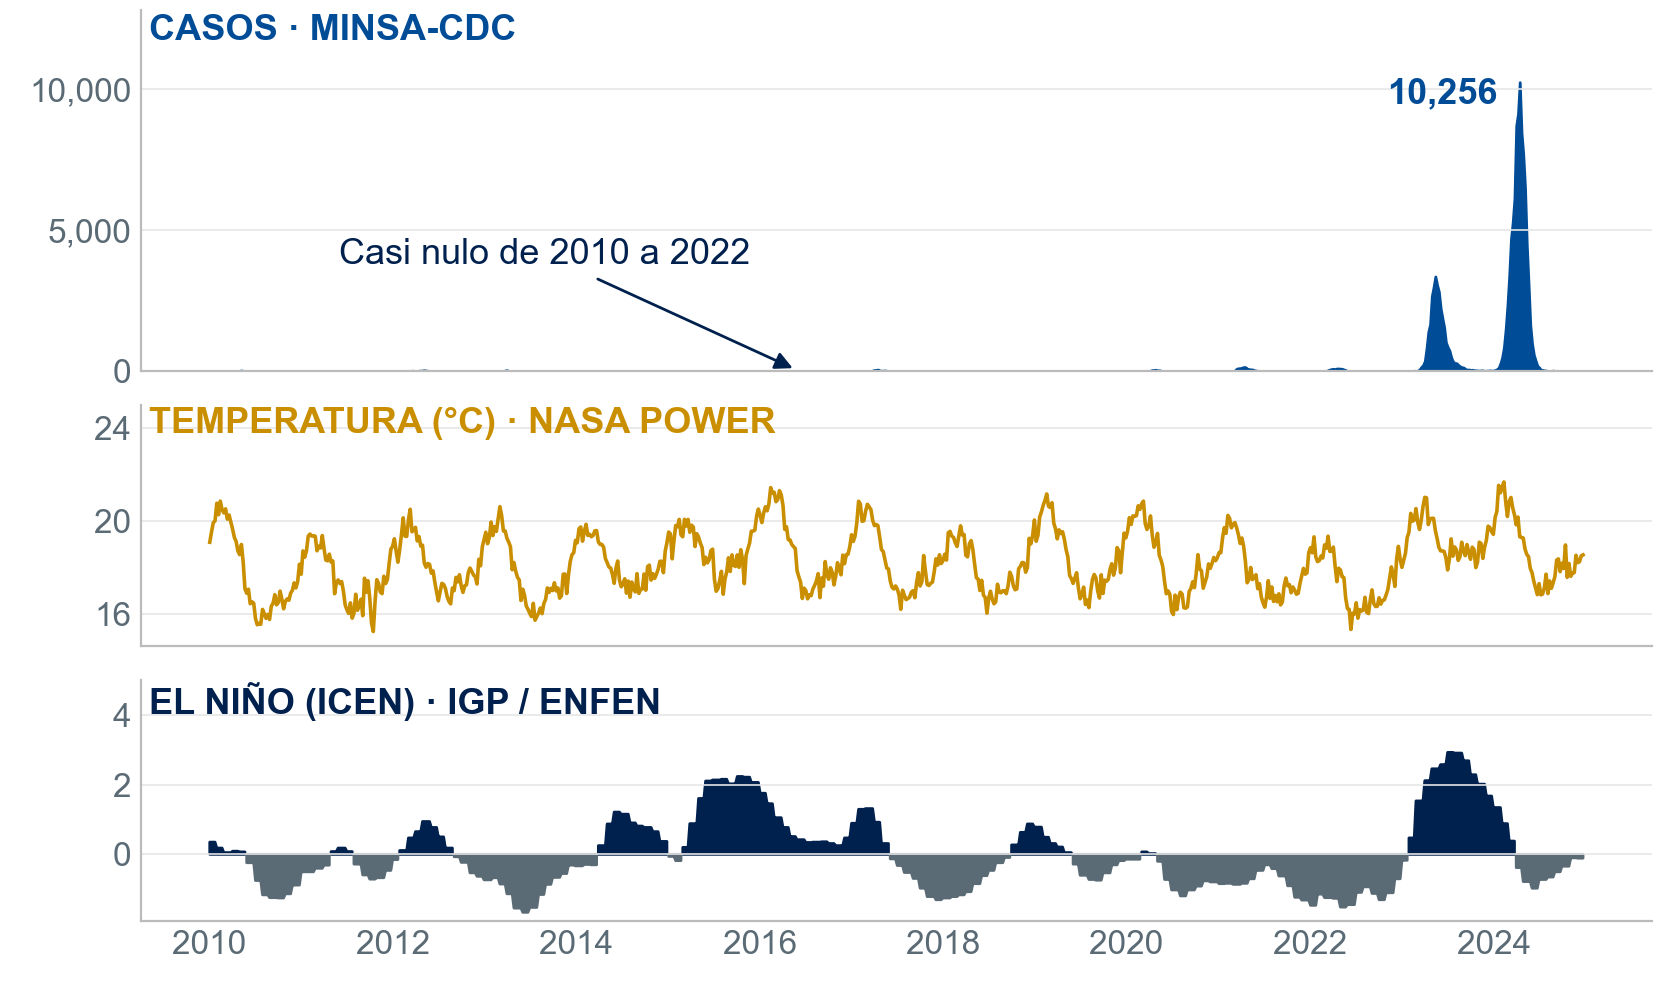 CASOS · MINSA-CDC
10,000
10,256
5,000
Casi nulo de 2010 a 2022
0
TEMPERATURA (°C) · NASA POWER
24
20
16
EL NIÑO (ICEN) · IGP / ENFEN
4
2
0
2010 2012 2014 2016 2018 2020 2022 2024